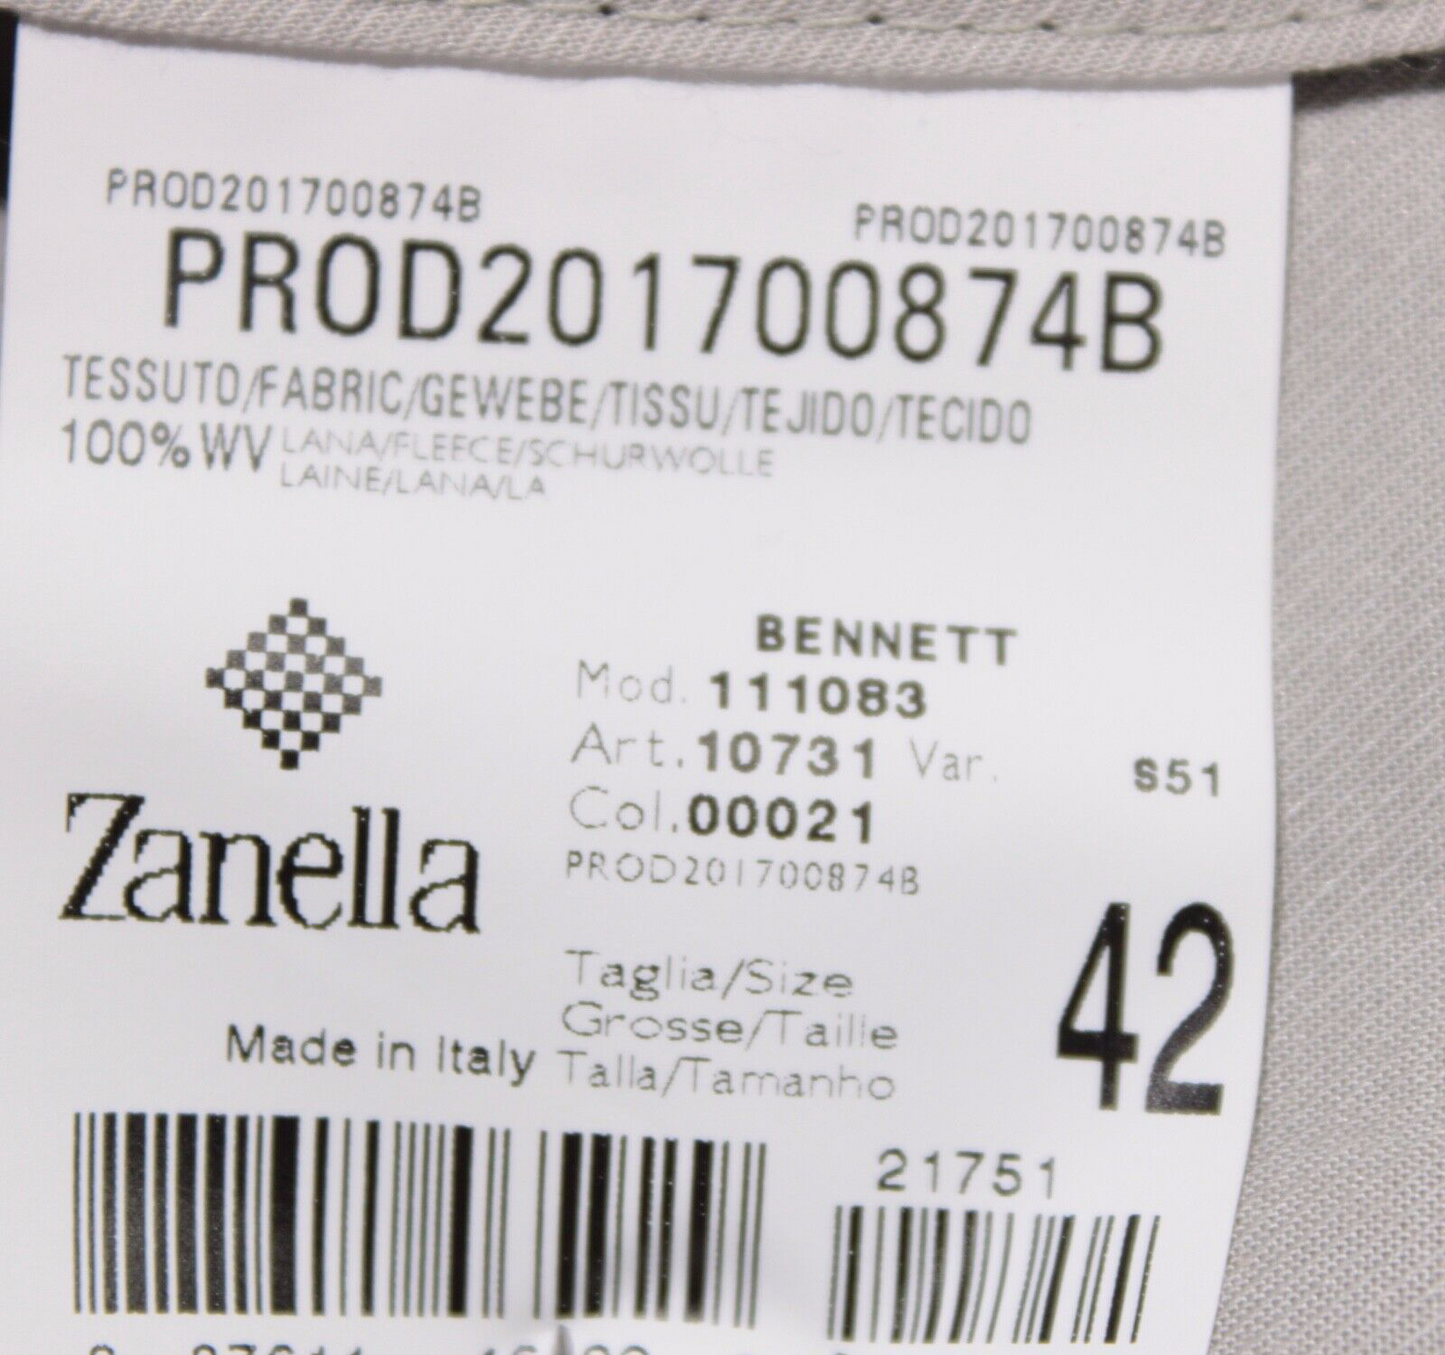 PROD201700874B
PROD201700874B
PROD201700874B
TESSUTO/FABRIC/GEWEBE/TISSU/TEJIDO/TECIDO
100% WV LANA/FLEECE/SCHURWOLLE
LAINE/LANA/LA
BENNETT
Mod. 111083
Art. 10731 Var. S51
Col. 00021
PROD201700874B
Zanella
Taglia/Size
Grosse/Taille
Talla/Tamanho
42
Made in Italy
21751